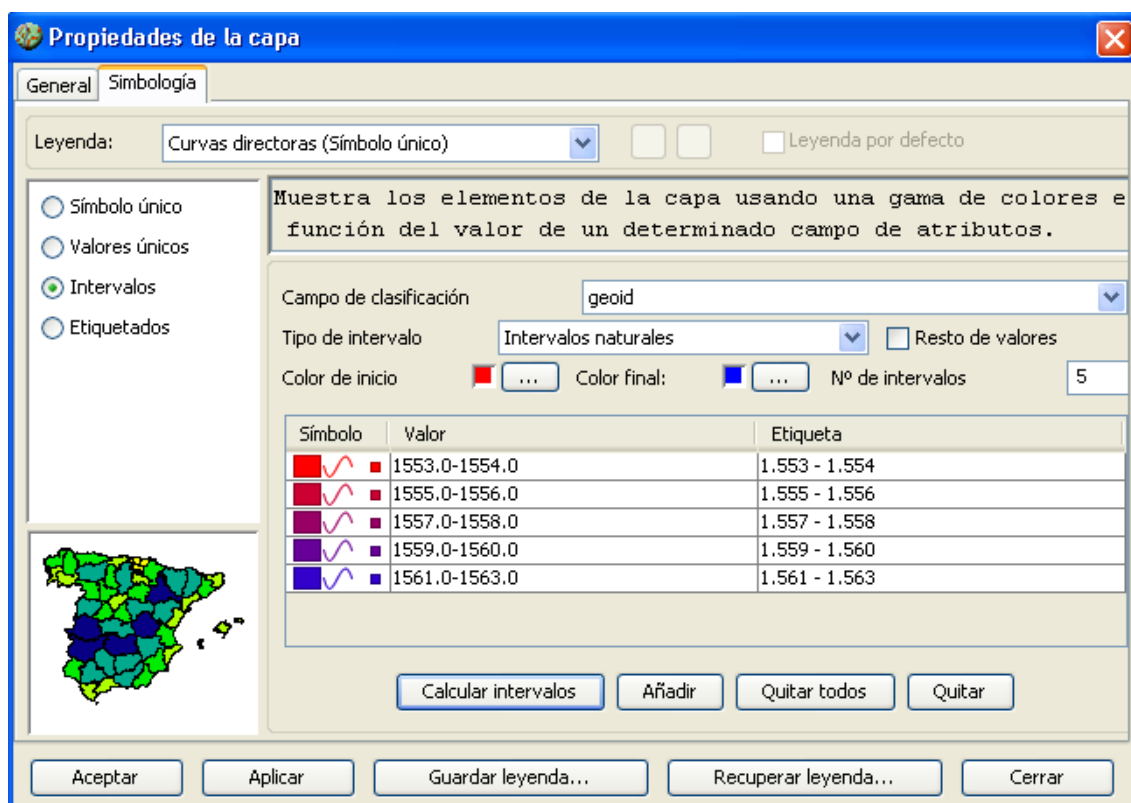 Propiedades de la capa
General Simbología
Leyenda: Curvas directoras (Símbolo único) Leyenda por defecto
Símbolo único
Valores únicos
Intervalos
Etiquetados
Muestra los elementos de la capa usando una gama de colores e
función del valor de un determinado campo de atributos.
Campo de clasificación geoid
Tipo de intervalo Intervalos naturales Resto de valores
Color de inicio ... Color final: ... Nº de intervalos 5
Símbolo Valor Etiqueta
1553.0-1554.0 1.553 - 1.554
1555.0-1556.0 1.555 - 1.556
1557.0-1558.0 1.557 - 1.558
1559.0-1560.0 1.559 - 1.560
1561.0-1563.0 1.561 - 1.563
Calcular intervalos Añadir Quitar todos Quitar
Aceptar Aplicar Guardar leyenda... Recuperar leyenda... Cerrar